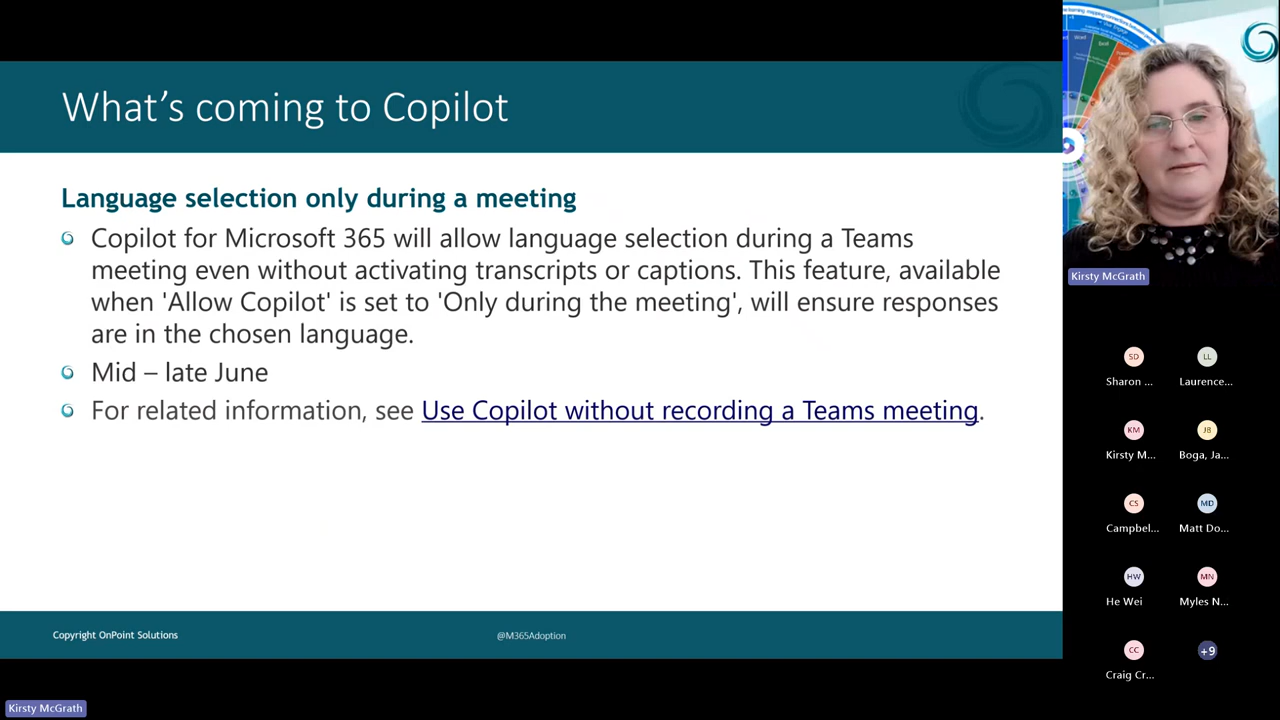 What's coming to Copilot
Language selection only during a meeting
Copilot for Microsoft 365 will allow language selection during a Teams
meeting even without activating transcripts or captions. This feature, available
when 'Allow Copilot' is set to 'Only during the meeting', will ensure responses
are in the chosen language.
Mid – late June
For related information, see Use Copilot without recording a Teams meeting.
Copyright OnPoint Solutions
@M365Adoption
Kirsty McGrath
Word
Kirsty McGrath
SD
LL
Sharon ...
Laurence...
KM
JB
Kirsty M...
Boga, Ja...
CS
MD
Campbel...
Matt Do...
HW
MN
He Wei
Myles N...
CC
+9
Craig Cr...